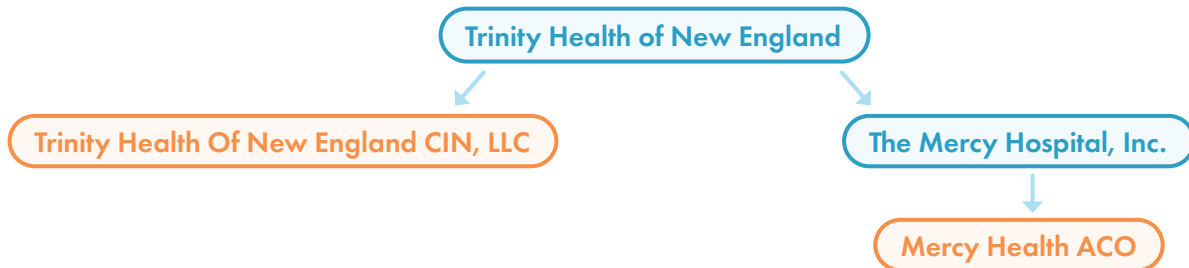 Trinity Health of New England
Trinity Health Of New England CIN, LLC
The Mercy Hospital, Inc.
Mercy Health ACO